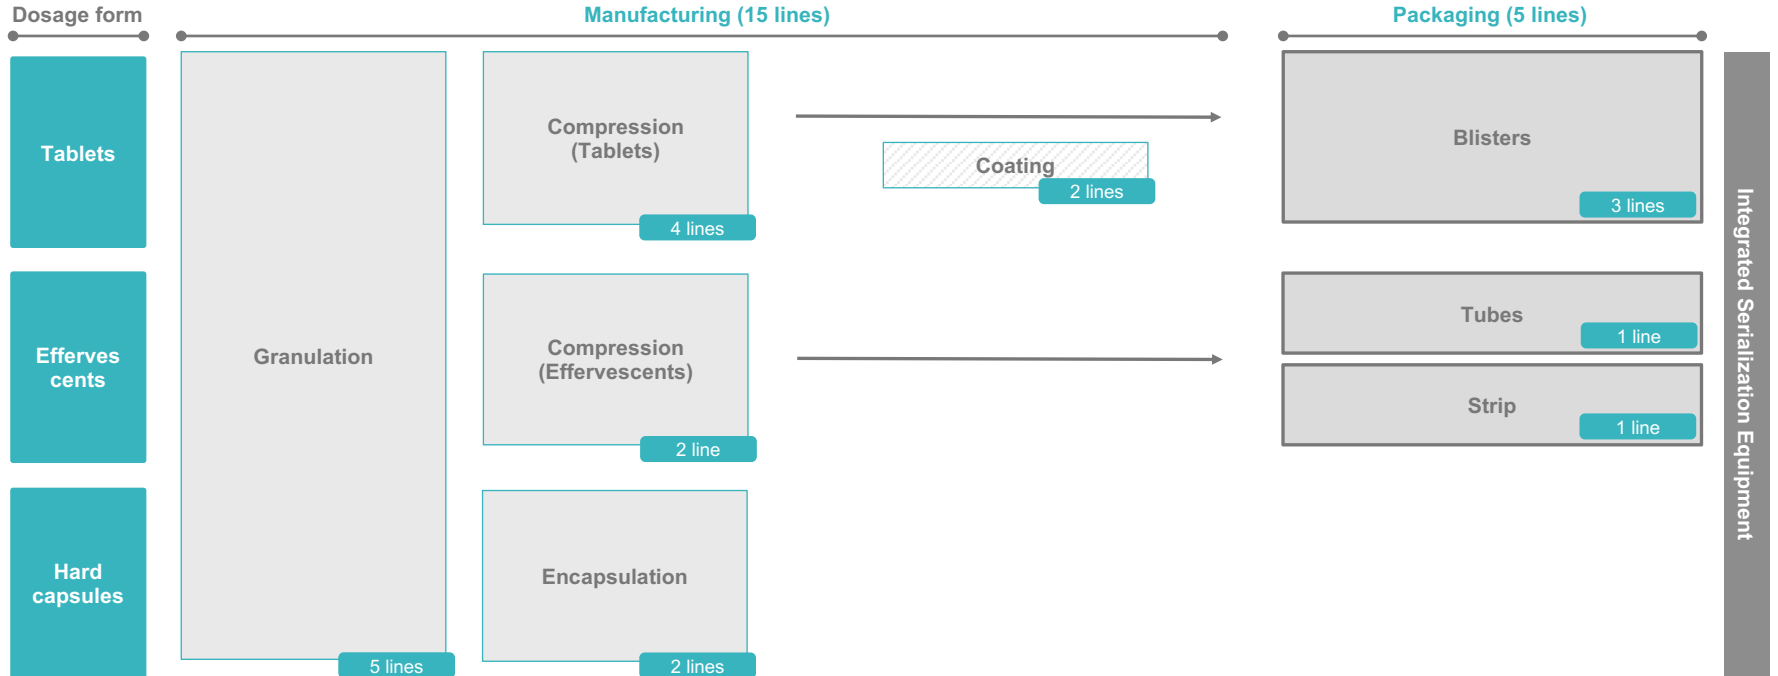 Dosage form
Manufacturing (15 lines)
Packaging (5 lines)
Tablets
Compression
(Tablets)
4 lines
Coating
2 lines
Blisters
3 lines
Efferves
cents
Granulation
5 lines
Compression
(Effervescents)
2 line
Tubes
1 line
Strip
1 line
Hard
capsules
Encapsulation
2 lines
Integrated Serialization Equipment